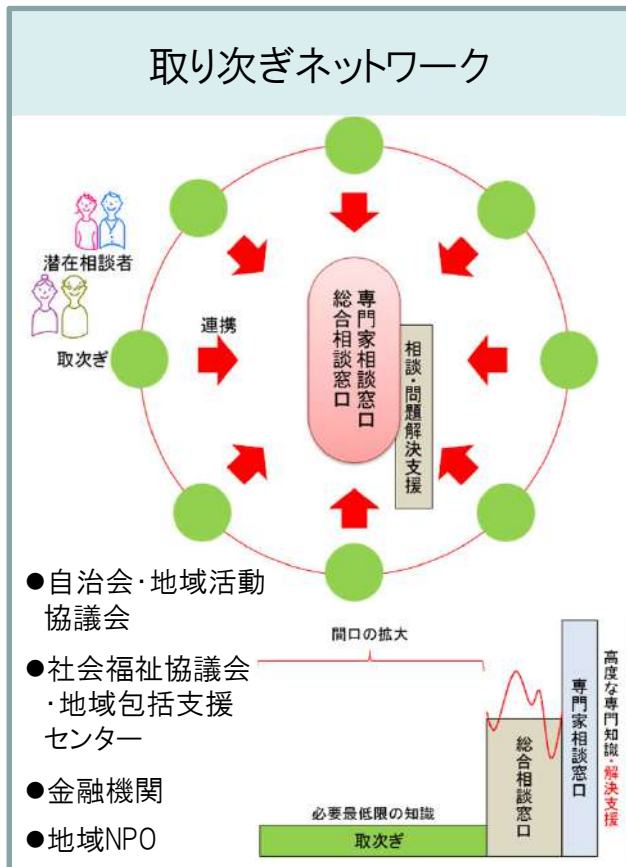 取り次ぎネットワーク
潜在相談者
取次ぎ
連携
専門家相談窓口
総合相談窓口
相談・問題解決支援
●自治会・地域活動
協議会
●社会福祉協議会
・地域包括支援
センター
●金融機関
●地域NPO
間口の拡大
必要最低限の知識
取次ぎ
総合相談窓口
専門家相談窓口
高度な専門知識・解決支援